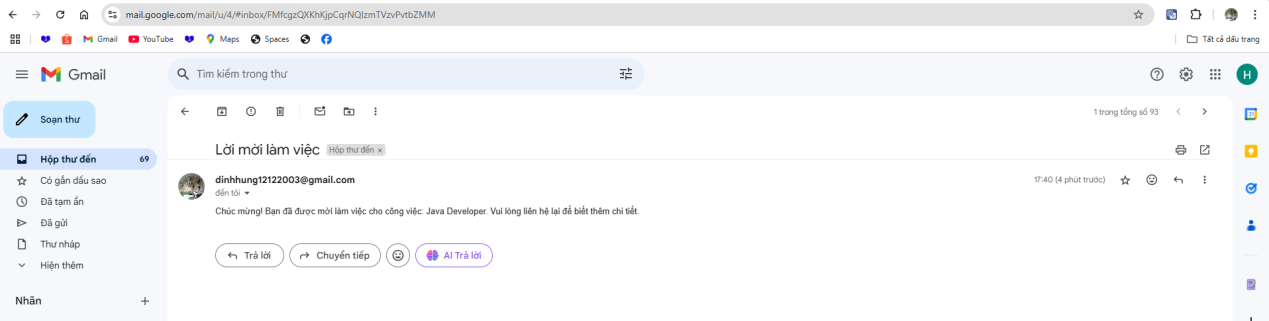 mail.google.com/mail/u/4/#inbox/FMfcgzQXKhKjpCqrNQlzmTVzvPvtbZMM
Gmail YouTube Maps Spaces Tất cả dấu trang
Gmail Tìm kiếm trong thư H
Soạn thư 1 trong tổng số 93
Lời mời làm việc Hộp thư đến ×
Hộp thư đến 69
dinhhung12122003@gmail.com 17:40 (4 phút trước)
Có gắn dấu sao
đến tôi
Đã tạm ẩn
Chúc mừng! Bạn đã được mời làm việc cho công việc: Java Developer. Vui lòng liên hệ lại để biết thêm chi tiết.
Đã gửi
Thư nháp
Trả lời Chuyển tiếp AI Trả lời
Hiện thêm
Nhãn